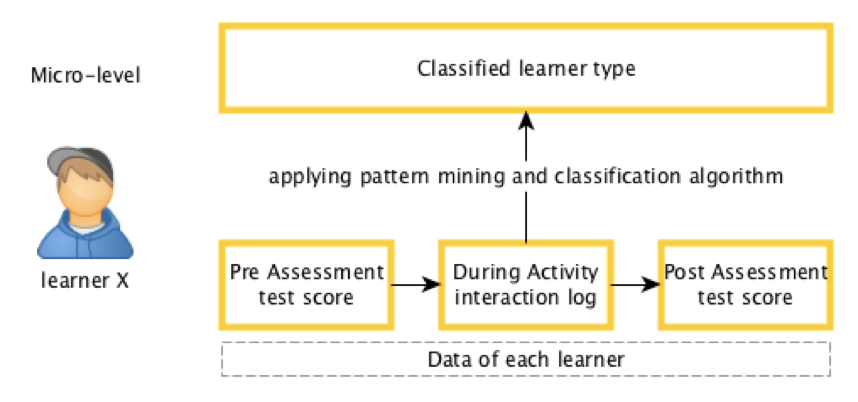 Micro-level
Classified learner type
applying pattern mining and classification algorithm
learner X
Pre Assessment
test score
During Activity
interaction log
Post Assessment
test score
Data of each learner